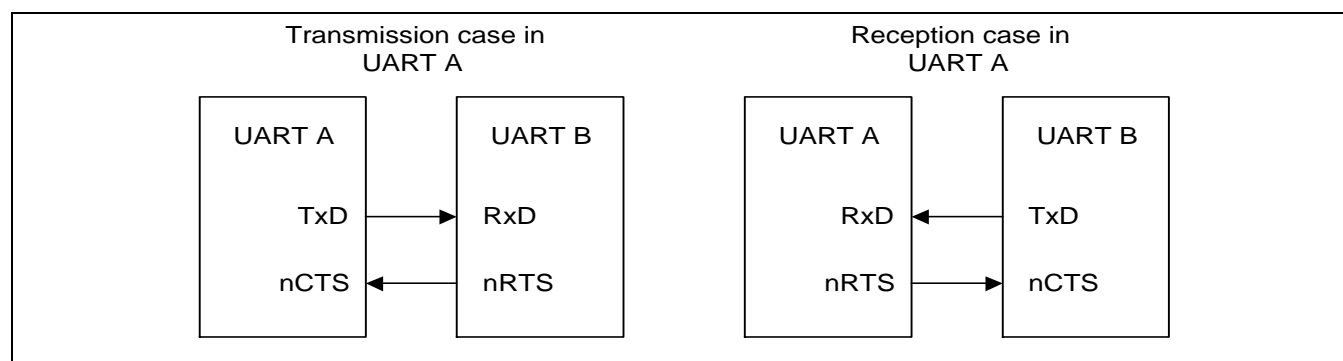 Transmission case in
UART A
UART A
UART B
TxD
RxD
nCTS
nRTS
Reception case in
UART A
UART A
UART B
RxD
TxD
nRTS
nCTS